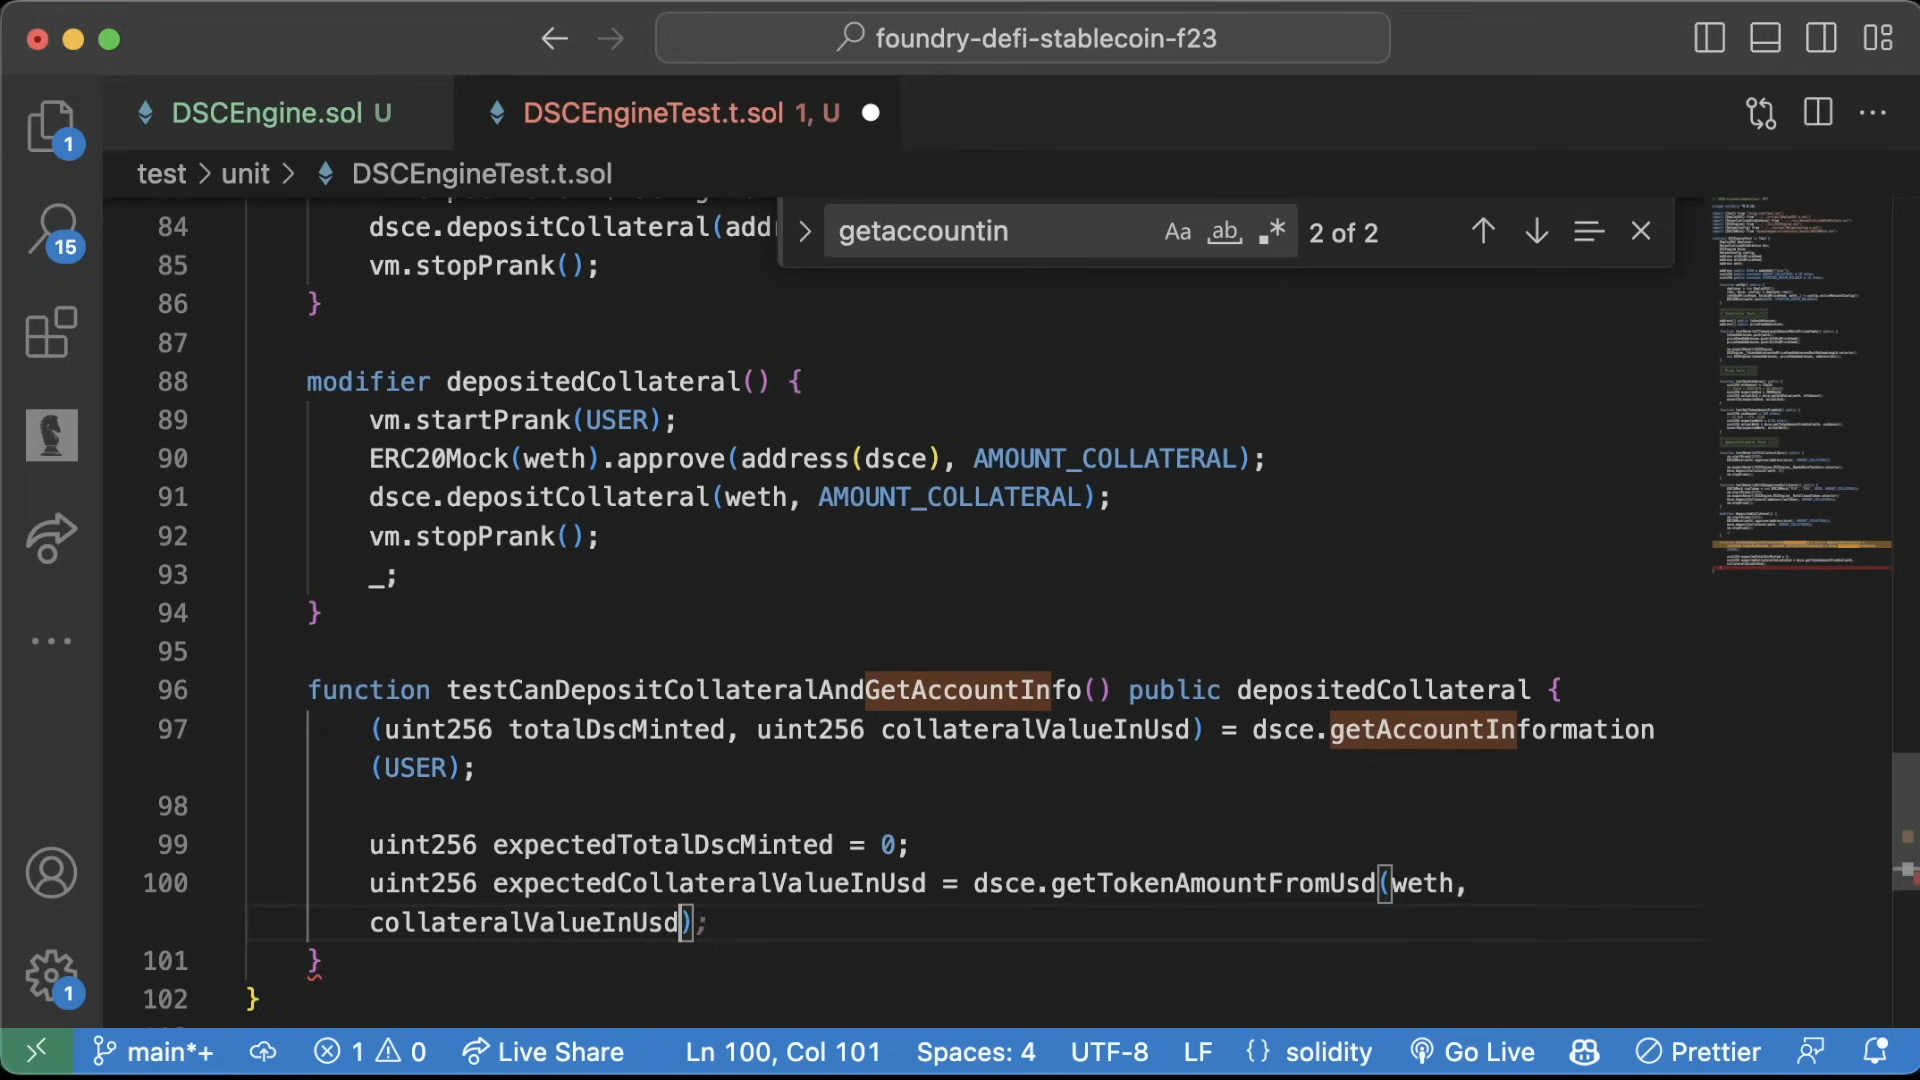 foundry-defi-stablecoin-f23
DSCEngine.sol U
DSCEngineTest.t.sol 1, U
1
test > unit > DSCEngineTest.t.sol
15
getaccountin
Aa ab .*
2 of 2
84 dsce.depositCollateral(add
85 vm.stopPrank();
86 }
87
88 modifier depositedCollateral() {
89 vm.startPrank(USER);
90 ERC20Mock(weth).approve(address(dsce), AMOUNT_COLLATERAL);
91 dsce.depositCollateral(weth, AMOUNT_COLLATERAL);
92 vm.stopPrank();
93 _;
94 }
95
96 function testCanDepositCollateralAndGetAccountInfo() public depositedCollateral {
97 (uint256 totalDscMinted, uint256 collateralValueInUsd) = dsce.getAccountInformation
(USER);
98
99 uint256 expectedTotalDscMinted = 0;
100 uint256 expectedCollateralValueInUsd = dsce.getTokenAmountFromUsd(weth,
collateralValueInUsd);
101 }
102 }
1
main*+ 1 0 Live Share Ln 100, Col 101 Spaces: 4 UTF-8 LF {} solidity Go Live Prettier